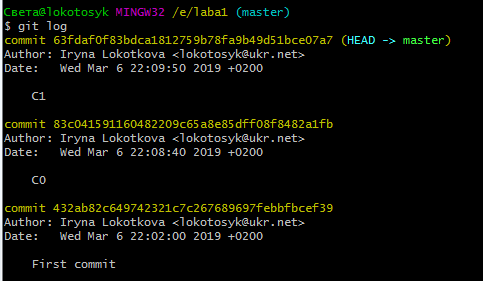 Света@lokotosyk MINGW32 /e/laba1 (master)
$ git log
commit 63fdaf0f83bdca1812759b78fa9b49d51bce07a7 (HEAD -> master)
Author: Iryna Lokotkova <lokotosyk@ukr.net>
Date:   Wed Mar 6 22:09:50 2019 +0200
C1
commit 83c041591160482209c65a8e85dff08f8482a1fb
Author: Iryna Lokotkova <lokotosyk@ukr.net>
Date:   Wed Mar 6 22:08:40 2019 +0200
C0
commit 432ab82c649742321c7c267689697febbfbcef39
Author: Iryna Lokotkova <lokotosyk@ukr.net>
Date:   Wed Mar 6 22:02:00 2019 +0200
First commit